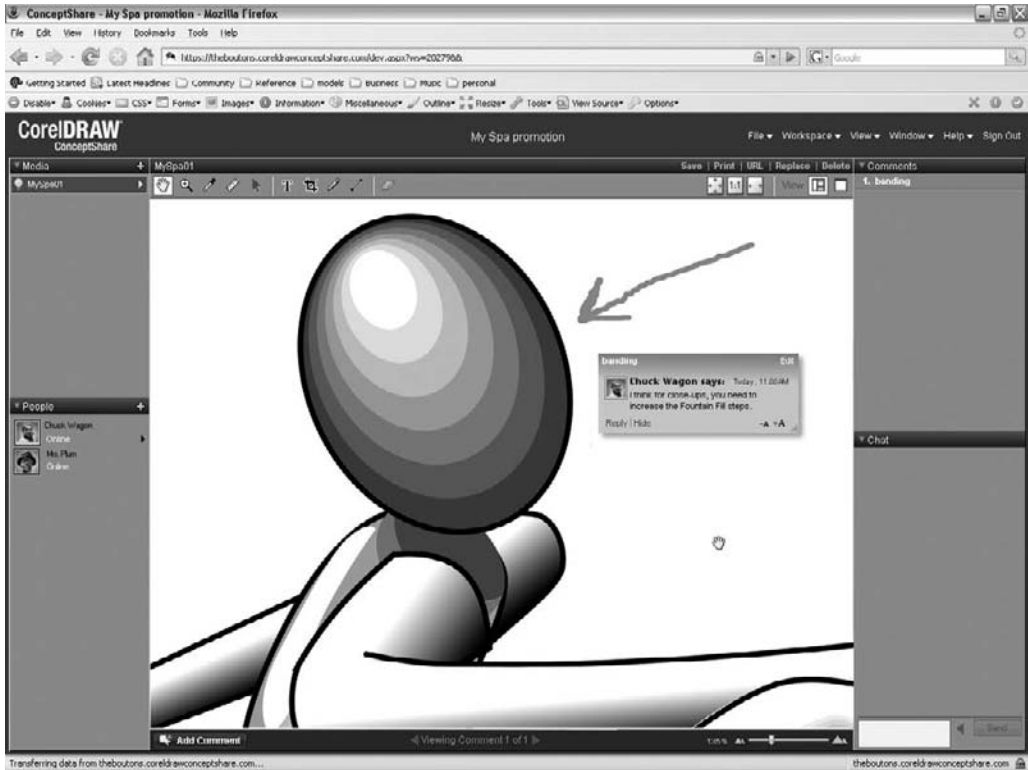 ConceptShare - My Spa promotion - Mozilla Firefox
File Edit View History Bookmarks Tools Help
Google
Getting Started Latest Headlines Community Reference models Business Music personal
Disable Cookies CSS Forms Images Information Miscellaneous Outline Resize Tools View Source Options
CorelDRAW
ConceptShare
My Spa promotion
File Workspace View Window Help Sign Out
Media + MySpa01 Save | Print | URL | Replace | Delete Comments
MySpa01
1:1 View
1. banding
banding Edit
Chuck Wagon says: Today, 11:00AM
I think for close-ups, you need to
increase the Fountain Fill steps.
Reply | Hide -A +A
People +
Chuck Wagon
Online
Ms. Plum
Online
Chat
Add Comment Viewing Comment 1 of 1
Send
Transferring data from theboutons.coreldrawconceptshare.com... theboutons.coreldrawconceptshare.com